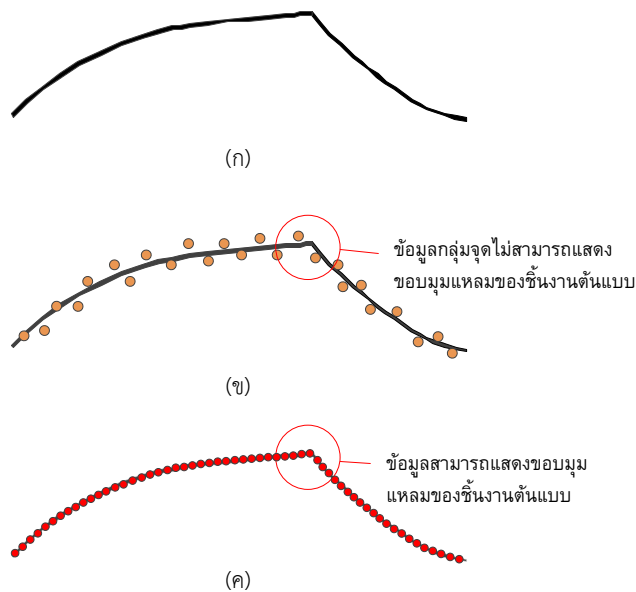 (ก)
ข้อมูลกลุ่มจุดไม่สามารถแสดง
ขอบมุมแหลมของชิ้นงานต้นแบบ
(ข)
ข้อมูลสามารถแสดงขอบมุม
แหลมของชิ้นงานต้นแบบ
(ค)